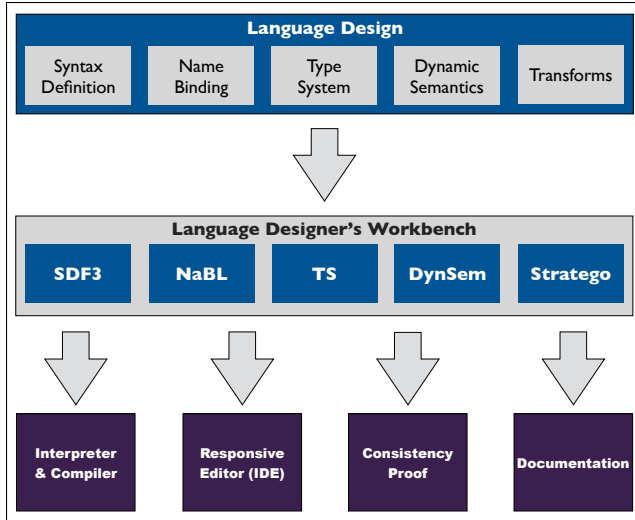 Language Design
Syntax
Definition
Name
Binding
Type
System
Dynamic
Semantics
Transforms
Language Designer's Workbench
SDF3
NaBL
TS
DynSem
Stratego
Interpreter
& Compiler
Responsive
Editor (IDE)
Consistency
Proof
Documentation